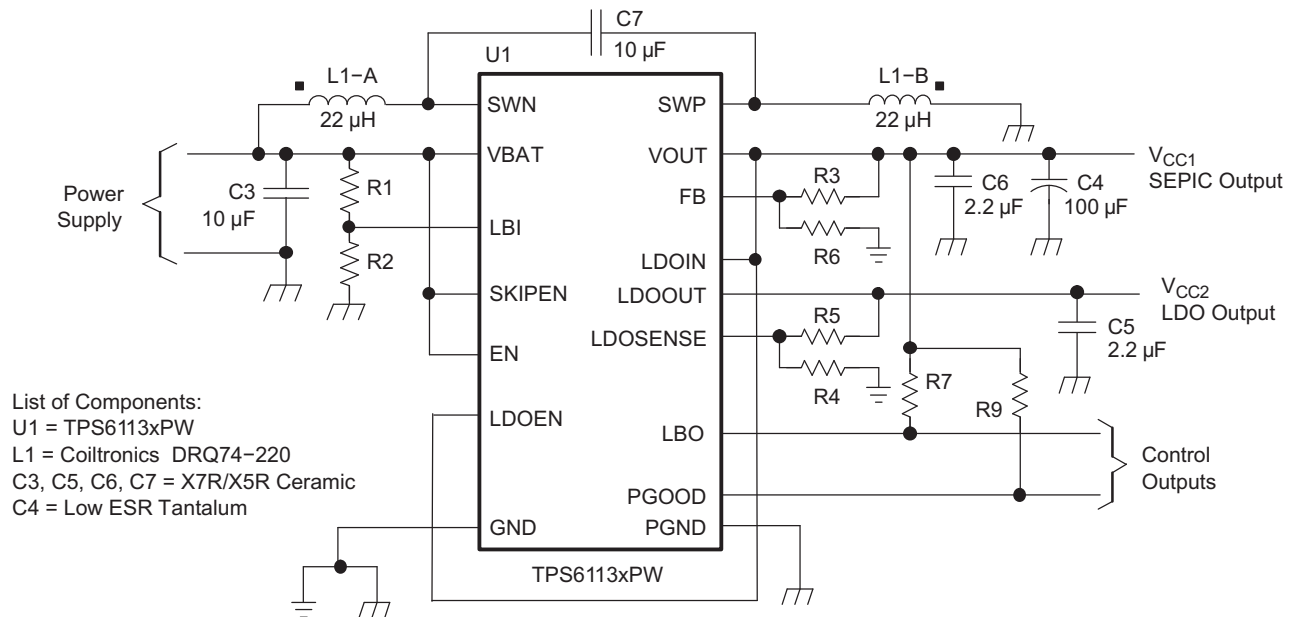 C7
10 µF
U1
L1−A
22 µH
SWN
SWP
L1−B
22 µH
VBAT
VOUT
VCC1
SEPIC Output
Power
Supply
C3
10 µF
R1
FB
R3
R6
C6
2.2 µF
C4
100 µF
LBI
R2
LDOIN
SKIPEN
LDOOUT
VCC2
LDO Output
R5
LDOSENSE
R4
C5
2.2 µF
EN
R7
R9
LDOEN
LBO
Control
Outputs
PGOOD
GND
PGND
TPS6113xPW
List of Components:
U1 = TPS6113xPW
L1 = Coiltronics DRQ74−220
C3, C5, C6, C7 = X7R/X5R Ceramic
C4 = Low ESR Tantalum